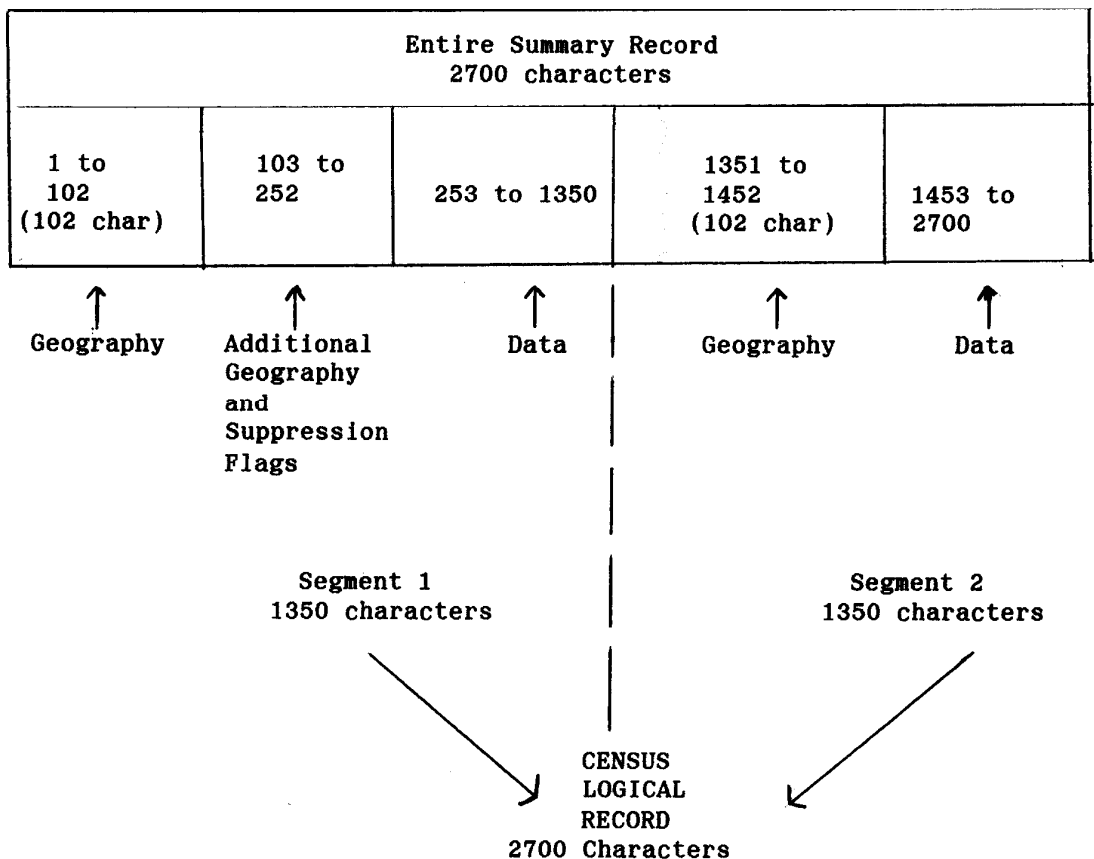 Entire Summary Record
2700 characters
1 to
102
(102 char)
103 to
252
253 to 1350
1351 to
1452
(102 char)
1453 to
2700
Geography
Additional
Geography
and
Suppression
Flags
Data
Geography
Data
Segment 1
1350 characters
Segment 2
1350 characters
CENSUS
LOGICAL
RECORD
2700 Characters